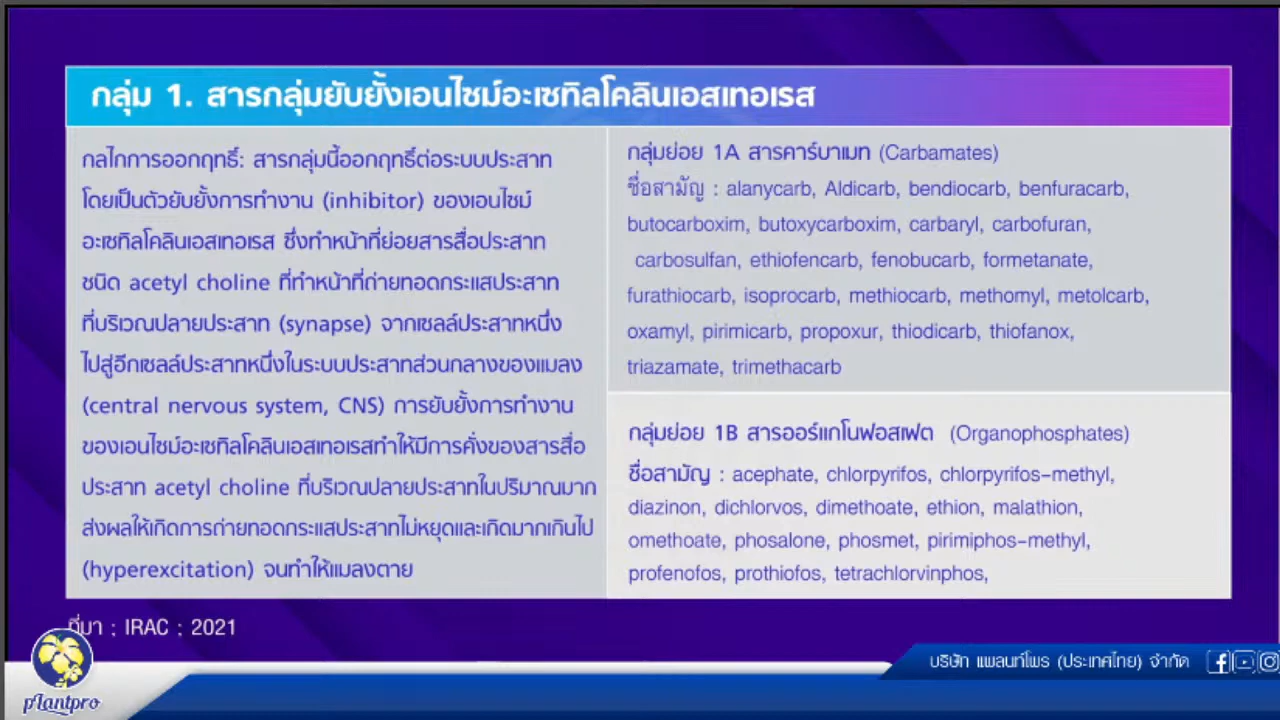 กลุ่ม 1. สารกลุ่มยับยั้งเอนไซม์อะเซทิลโคลินเอสเทอเรส
กลไกการออกฤทธิ์: สารกลุ่มนี้ออกฤทธิ์ต่อระบบประสาท
โดยเป็นตัวยับยั้งการทำงาน (inhibitor) ของเอนไซม์
อะเซทิลโคลินเอสเทอเรส ซึ่งทำหน้าที่ย่อยสารสื่อประสาท
ชนิด acetyl choline ที่ทำหน้าที่ถ่ายทอดกระแสประสาท
ที่บริเวณปลายประสาท (synapse) จากเซลล์ประสาทหนึ่ง
ไปสู่อีกเซลล์ประสาทหนึ่งในระบบประสาทส่วนกลางของแมลง
(central nervous system, CNS) การยับยั้งการทำงาน
ของเอนไซม์อะเซทิลโคลินเอสเทอเรสทำให้มีการคั่งของสารสื่อ
ประสาท acetyl choline ที่บริเวณปลายประสาทในปริมาณมาก
ส่งผลให้เกิดการถ่ายทอดกระแสประสาทไม่หยุดและเกิดมากเกินไป
(hyperexcitation) จนทำให้แมลงตาย
กลุ่มย่อย 1A สารคาร์บาเมท (Carbamates)
ชื่อสามัญ : alanycarb, Aldicarb, bendiocarb, benfuracarb,
butocarboxim, butoxycarboxim, carbaryl, carbofuran,
carbosulfan, ethiofencarb, fenobucarb, formetanate,
furathiocarb, isoprocarb, methiocarb, methomyl, metolcarb,
oxamyl, pirimicarb, propoxur, thiodicarb, thiofanox,
triazamate, trimethacarb
กลุ่มย่อย 1B สารออร์แกโนฟอสเฟต (Organophosphates)
ชื่อสามัญ : acephate, chlorpyrifos, chlorpyrifos-methyl,
diazinon, dichlorvos, dimethoate, ethion, malathion,
omethoate, phosalone, phosmet, pirimiphos-methyl,
profenofos, prothiofos, tetrachlorvinphos,
ที่มา : IRAC : 2021
plantpro
บริษัท แพลนท์โพร (ประเทศไทย) จำกัด